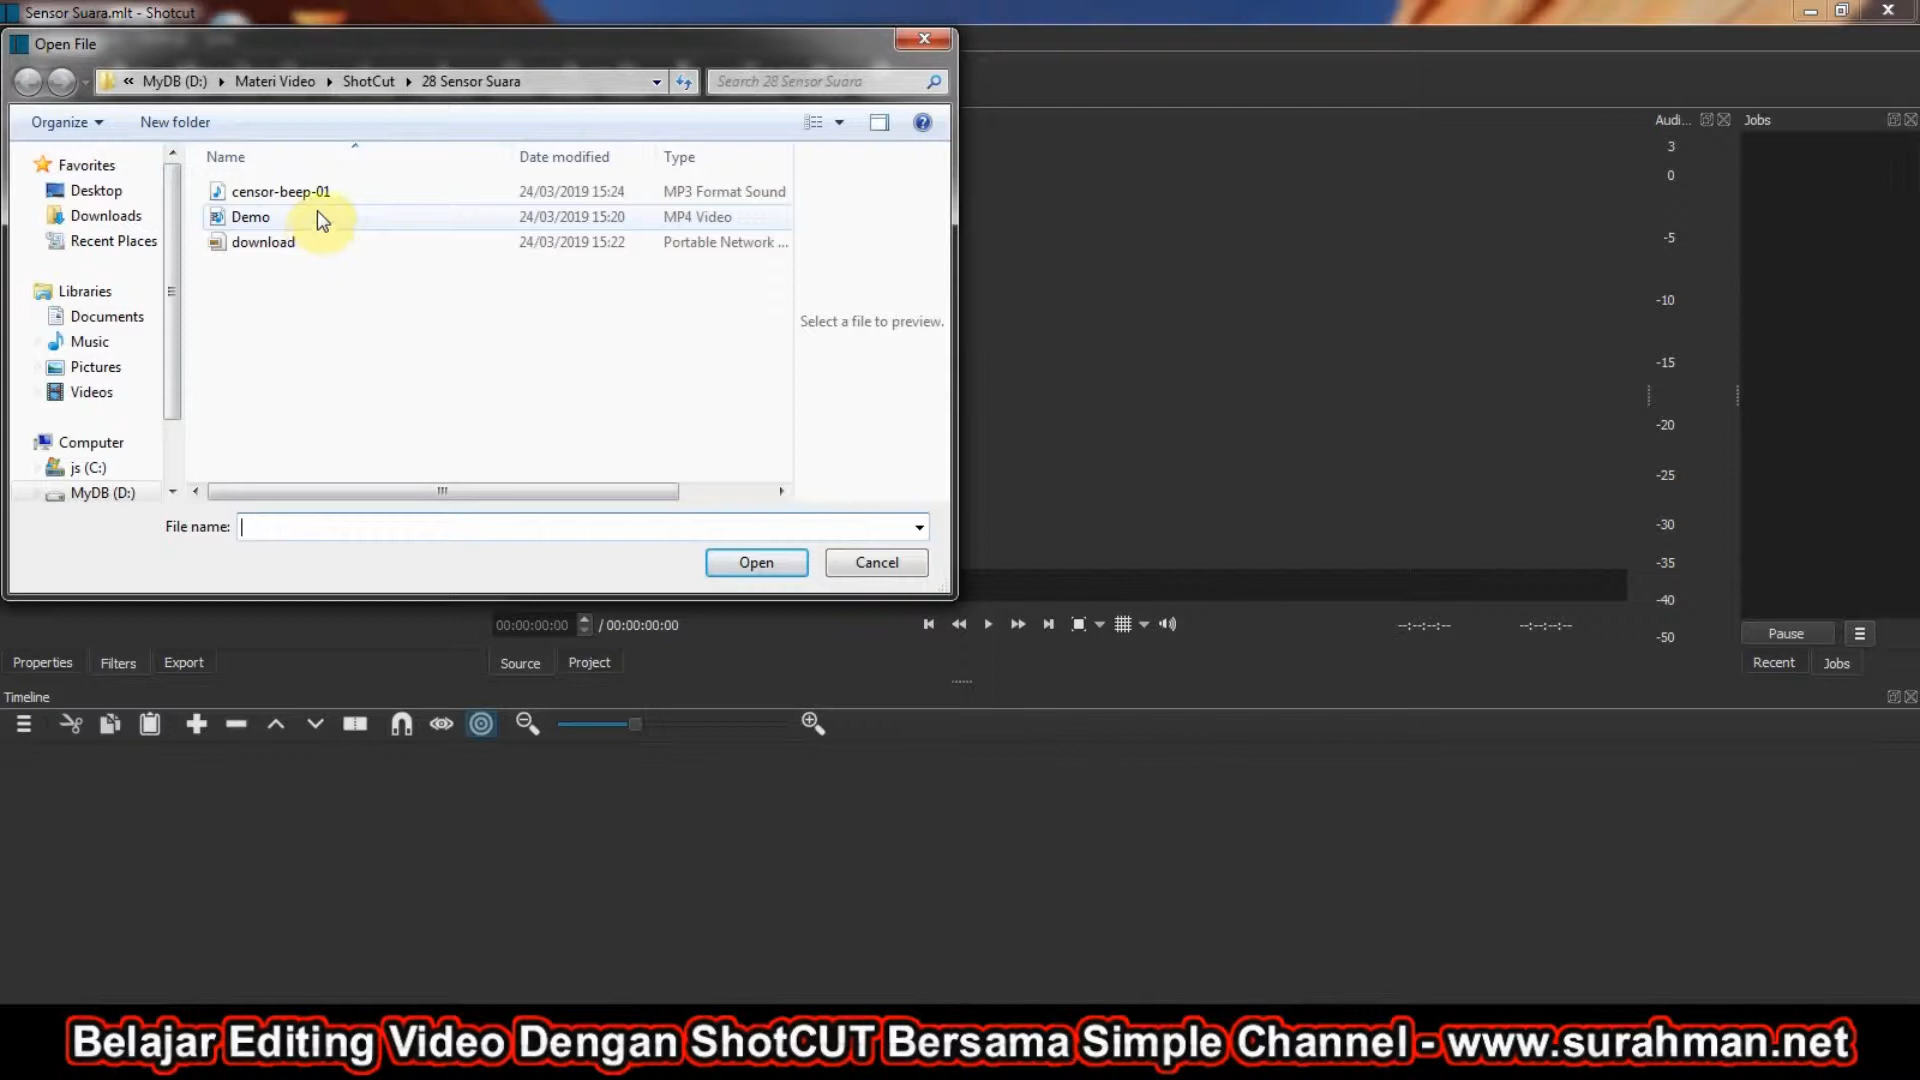 Sensor Suara.mlt - Shotcut
Open File
« MyDB (D:) Materi Video ShotCut 28 Sensor Suara
Search 28 Sensor Suara
Organize New folder
Name Date modified Type
censor-beep-01 24/03/2019 15:24 MP3 Format Sound
Demo 24/03/2019 15:20 MP4 Video
download 24/03/2019 15:22 Portable Network ...
Favorites
Desktop
Downloads
Recent Places
Libraries
Documents
Music
Pictures
Videos
Computer
js (C:)
MyDB (D:)
Select a file to preview.
File name:
Open Cancel
Audi... Jobs
3
0
-5
-10
-15
-20
-25
-30
-35
-40
-50
00:00:00:00 / 00:00:00:00 --:--:--:-- --:--:--:--
Pause
Properties Filters Export Source Project Recent Jobs
Timeline
Belajar Editing Video Dengan ShotCUT Bersama Simple Channel - www.surahman.net